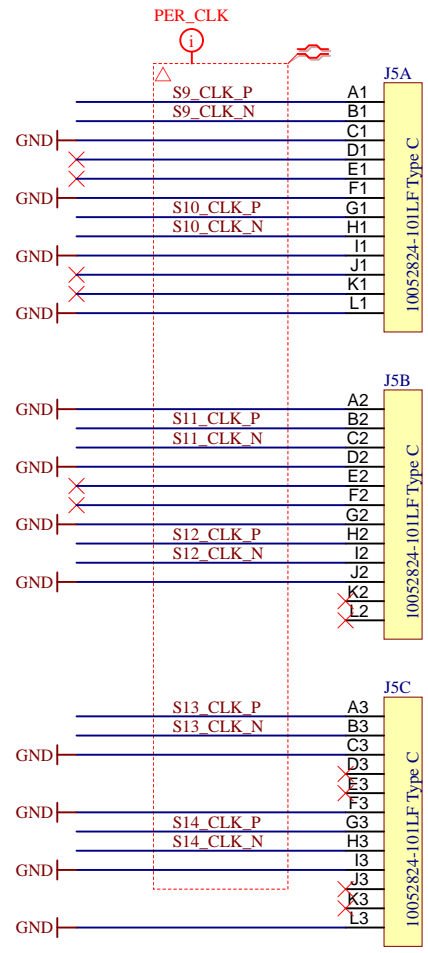 PER_CLK
i
J5A
S9_CLK_P A1
S9_CLK_N B1
GND C1
D1
E1
GND F1
S10_CLK_P G1
S10_CLK_N H1
GND I1
J1
K1
GND L1
10052824-101LF Type C
J5B
GND A2
S11_CLK_P B2
S11_CLK_N C2
GND D2
E2
F2
GND G2
S12_CLK_P H2
S12_CLK_N I2
GND J2
K2
L2
10052824-101LF Type C
J5C
S13_CLK_P A3
S13_CLK_N B3
GND C3
D3
E3
GND F3
S14_CLK_P G3
S14_CLK_N H3
GND I3
J3
K3
GND L3
10052824-101LF Type C